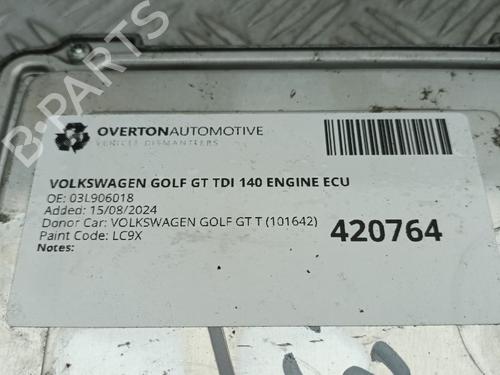 OVERTONAUTOMOTIVE
VEHICLE DISMANTLERS
VOLKSWAGEN GOLF GT TDI 140 ENGINE ECU
OE: 03L906018
Added: 15/08/2024
Donor Car: VOLKSWAGEN GOLF GT T (101642)
Paint Code: LC9X
Notes:
420764
B-PARTS